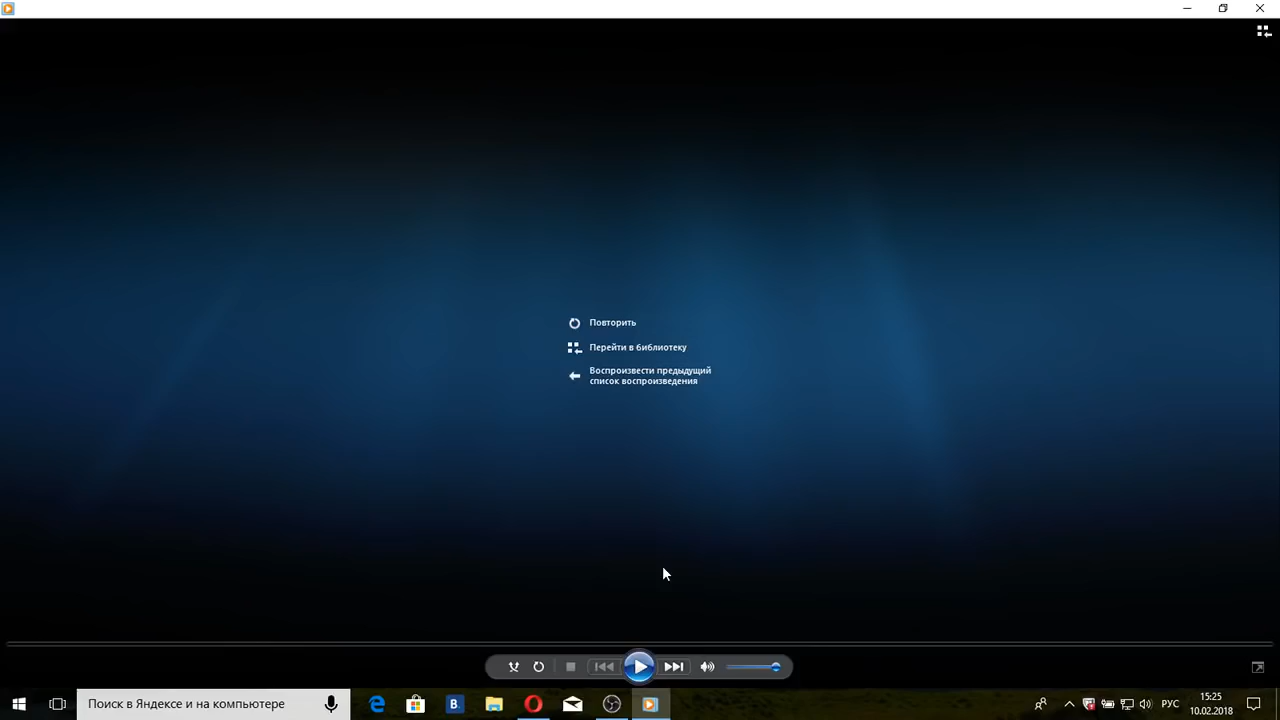 Повторить
Перейти в библиотеку
Воспроизвести предыдущий
список воспроизведения
Поиск в Яндексе и на компьютере
B
РУС
15:25
10.02.2018